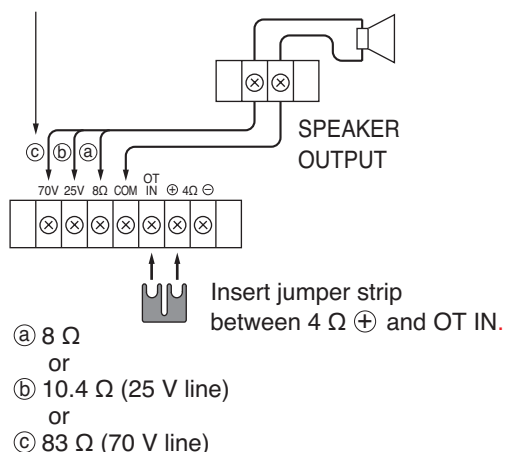 SPEAKER
OUTPUT
ⓒ ⓑ ⓐ
70V 25V 8Ω COM OT IN ⊕ 4Ω ⊖
Insert jumper strip
between 4 Ω ⊕ and OT IN.
ⓐ 8 Ω
or
ⓑ 10.4 Ω (25 V line)
or
ⓒ 83 Ω (70 V line)